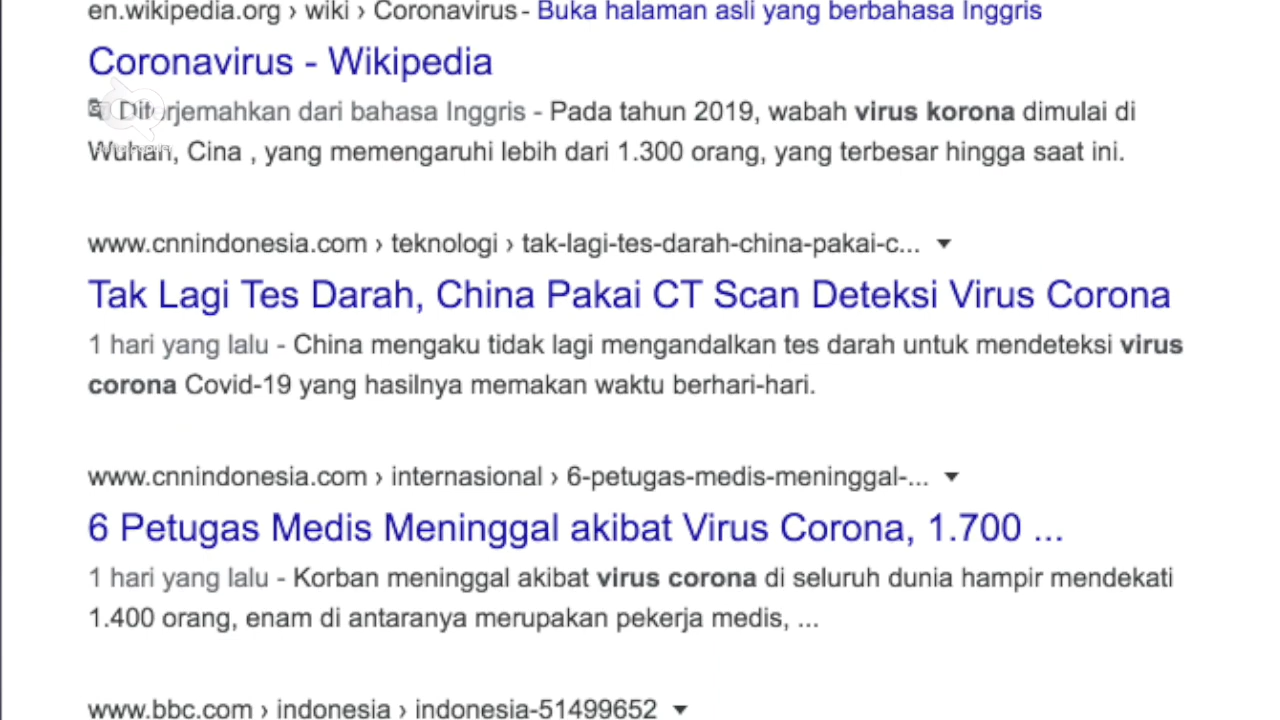 en.wikipedia.org › wiki › Coronavirus - Buka halaman asli yang berbahasa Inggris
Coronavirus - Wikipedia
Diterjemahkan dari bahasa Inggris - Pada tahun 2019, wabah virus korona dimulai di
Wuhan, Cina , yang memengaruhi lebih dari 1.300 orang, yang terbesar hingga saat ini.
www.cnnindonesia.com › teknologi › tak-lagi-tes-darah-china-pakai-c...
Tak Lagi Tes Darah, China Pakai CT Scan Deteksi Virus Corona
1 hari yang lalu - China mengaku tidak lagi mengandalkan tes darah untuk mendeteksi virus
corona Covid-19 yang hasilnya memakan waktu berhari-hari.
www.cnnindonesia.com › internasional › 6-petugas-medis-meninggal-...
6 Petugas Medis Meninggal akibat Virus Corona, 1.700 ...
1 hari yang lalu - Korban meninggal akibat virus corona di seluruh dunia hampir mendekati
1.400 orang, enam di antaranya merupakan pekerja medis, ...
www.bbc.com › indonesia › indonesia-51499652